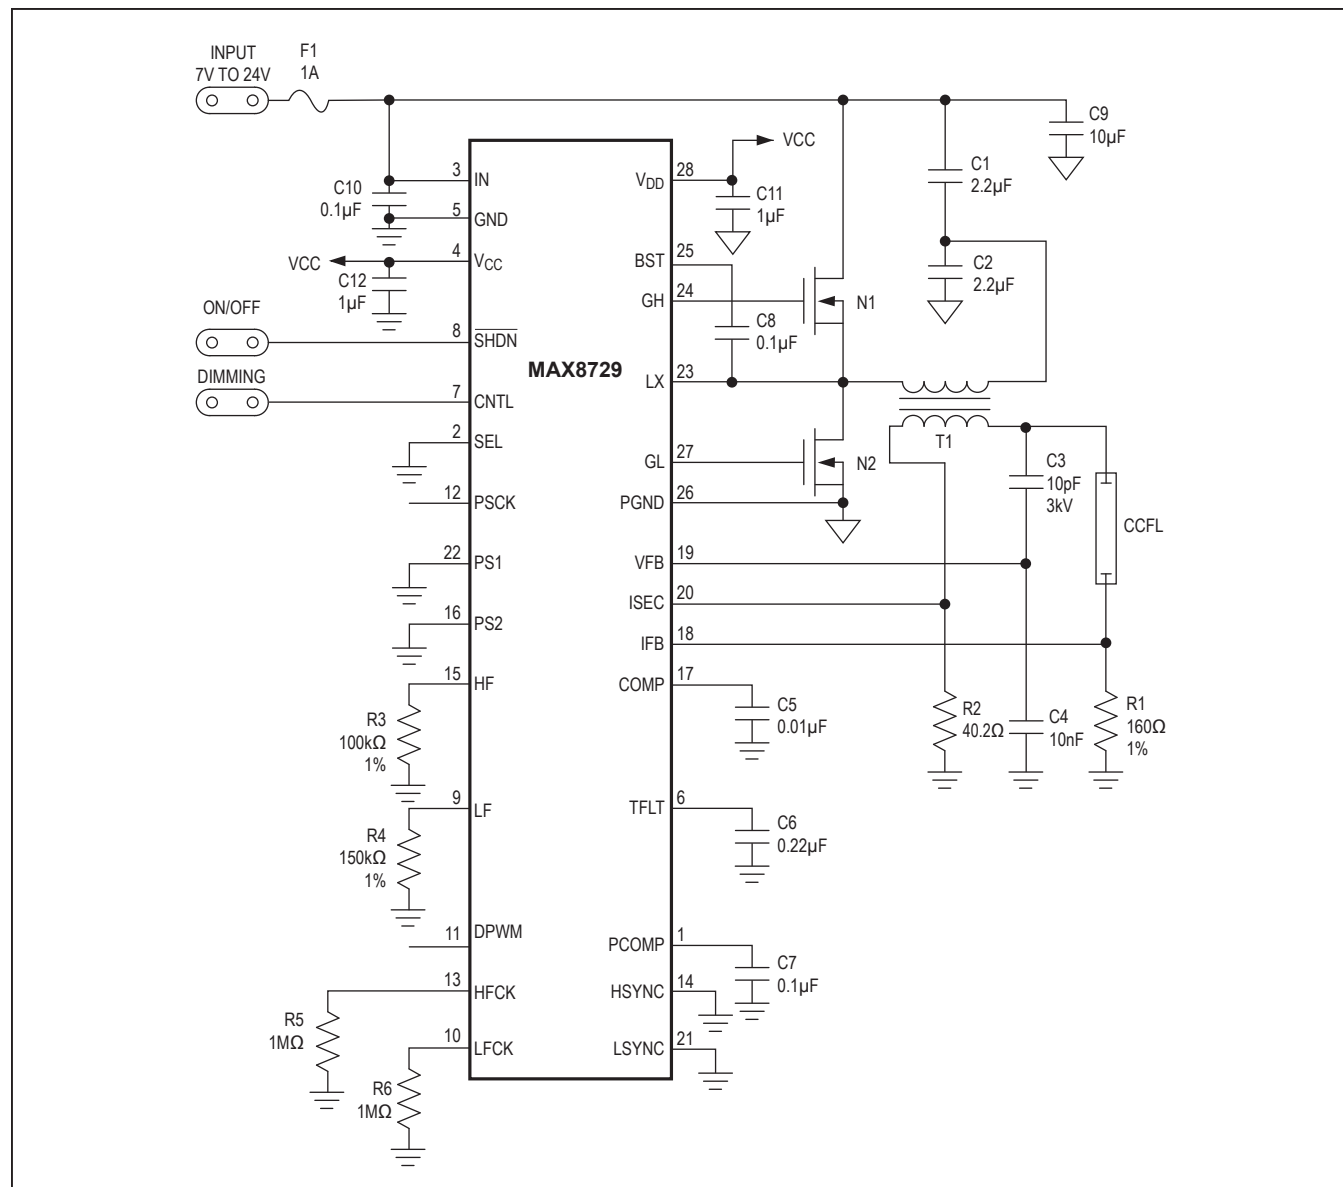 INPUT
7V TO 24V
F1
1A
C9
10µF
C1
2.2µF
C2
2.2µF
C10
0.1µF
3
IN
5
GND
VCC
4
VCC
C12
1µF
ON/OFF
8
SHDN
DIMMING
7
CNTL
2
SEL
12
PSCK
22
PS1
16
PS2
15
HF
R3
100kΩ
1%
9
LF
R4
150kΩ
1%
11
DPWM
13
HFCK
R5
1MΩ
10
LFCK
R6
1MΩ
MAX8729
VDD
28
VCC
C11
1µF
BST
25
GH
24
N1
C8
0.1µF
LX
23
T1
GL
27
N2
PGND
26
C3
10pF
3kV
CCFL
VFB
19
ISEC
20
IFB
18
COMP
17
C5
0.01µF
R2
40.2Ω
C4
10nF
R1
160Ω
1%
TFLT
6
C6
0.22µF
PCOMP
1
C7
0.1µF
HSYNC
14
LSYNC
21